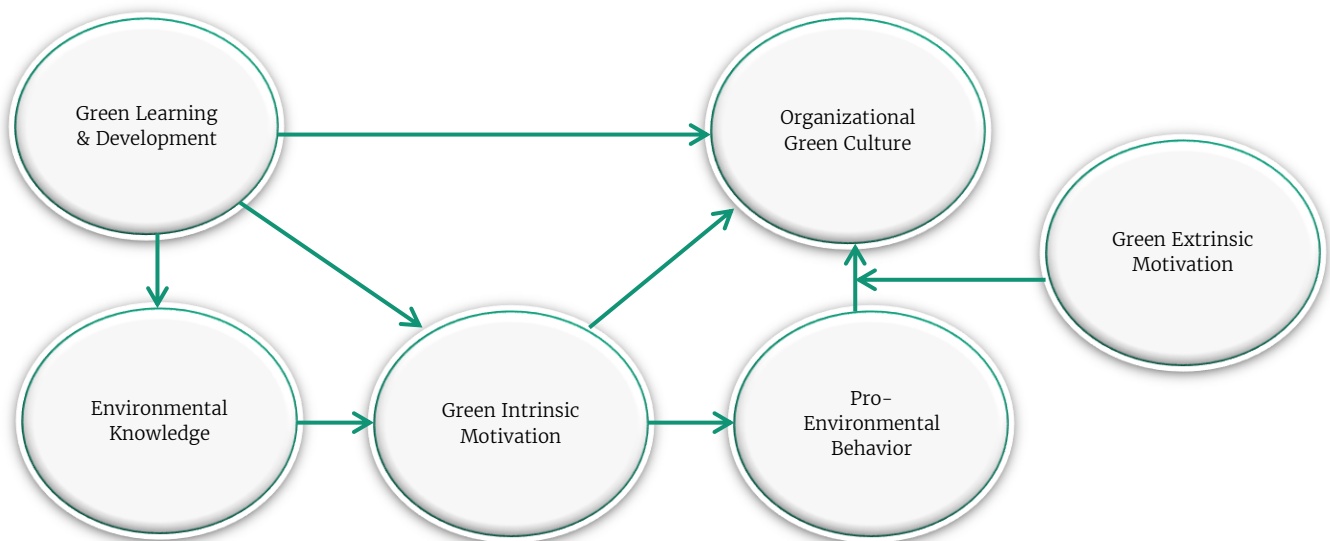 Green Learning
& Development
Organizational
Green Culture
Green Extrinsic
Motivation
Environmental
Knowledge
Green Intrinsic
Motivation
Pro-
Environmental
Behavior